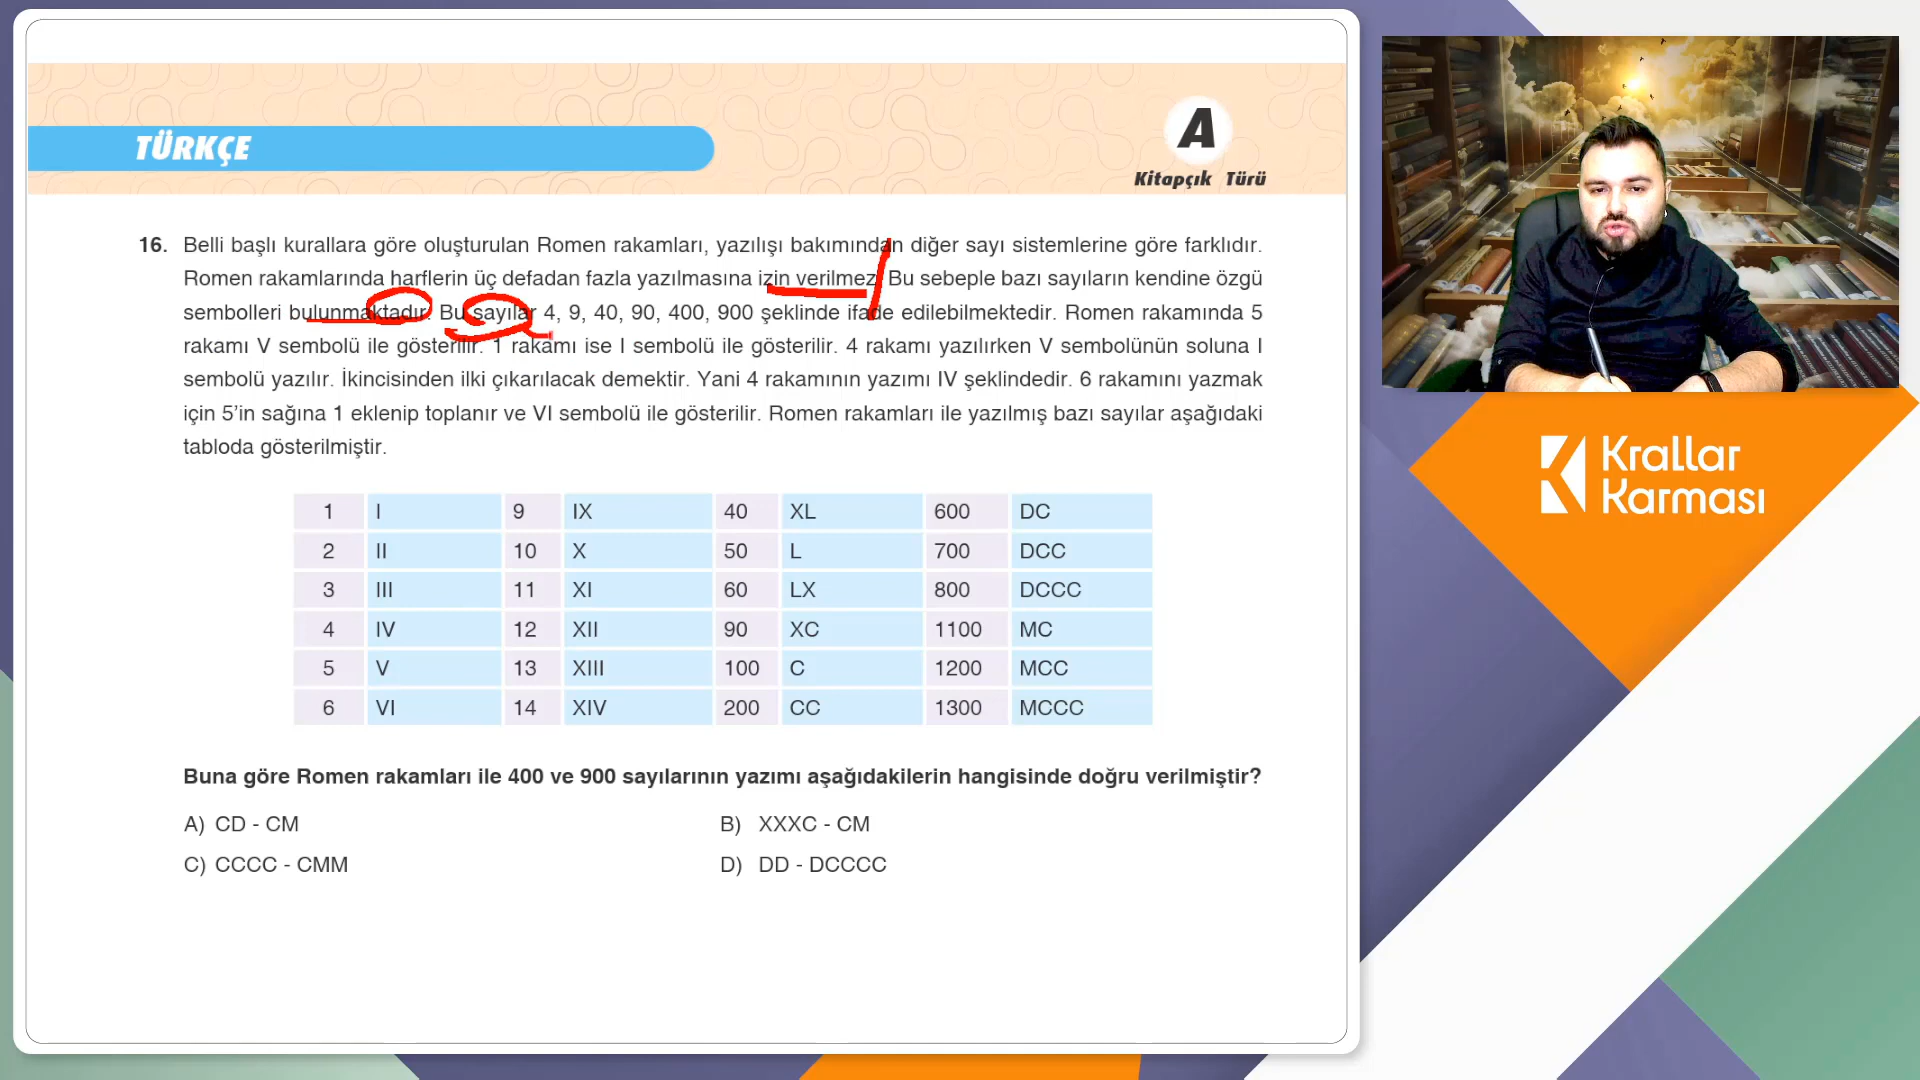 TÜRKÇE
A
Kitapçık Türü
16. Belli başlı kurallara göre oluşturulan Romen rakamları, yazılışı bakımından diğer sayı sistemlerine göre farklıdır.
Romen rakamlarında harflerin üç defadan fazla yazılmasına izin verilmez. Bu sebeple bazı sayıların kendine özgü
sembolleri bulunmaktadır. Bu sayılar 4, 9, 40, 90, 400, 900 şeklinde ifade edilebilmektedir. Romen rakamında 5
rakamı V sembolü ile gösterilir. 1 rakamı ise I sembolü ile gösterilir. 4 rakamı yazılırken V sembolünün soluna I
sembolü yazılır. İkincisinden ilki çıkarılacak demektir. Yani 4 rakamının yazımı IV şeklindedir. 6 rakamını yazmak
için 5’in sağına 1 eklenip toplanır ve VI sembolü ile gösterilir. Romen rakamları ile yazılmış bazı sayılar aşağıdaki
tabloda gösterilmiştir.
1 I 9 IX 40 XL 600 DC
2 II 10 X 50 L 700 DCC
3 III 11 XI 60 LX 800 DCCC
4 IV 12 XII 90 XC 1100 MC
5 V 13 XIII 100 C 1200 MCC
6 VI 14 XIV 200 CC 1300 MCCC
Buna göre Romen rakamları ile 400 ve 900 sayılarının yazımı aşağıdakilerin hangisinde doğru verilmiştir?
A) CD - CM
B) XXXC - CM
C) CCCC - CMM
D) DD - DCCCC
Krallar
Karması